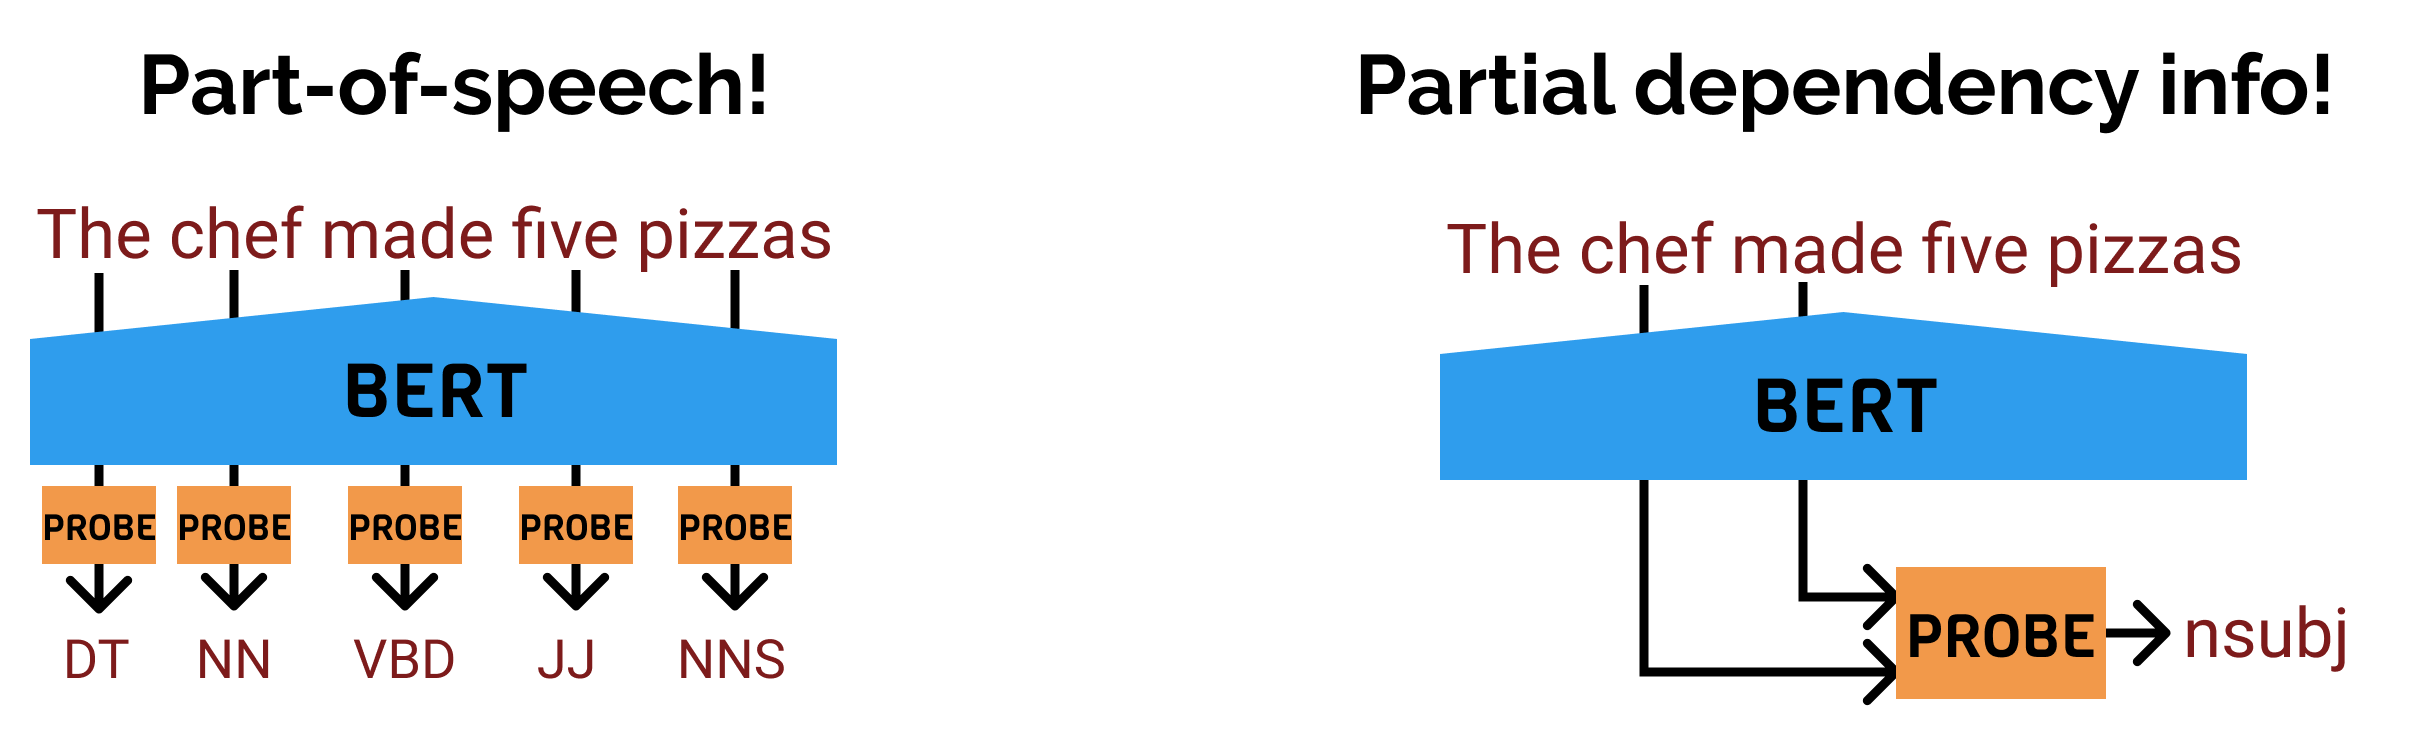 Part-of-speech!
The chef made five pizzas
BERT
PROBE PROBE PROBE PROBE PROBE
DT NN VBD JJ NNS
Partial dependency info!
The chef made five pizzas
BERT
PROBE nsubj